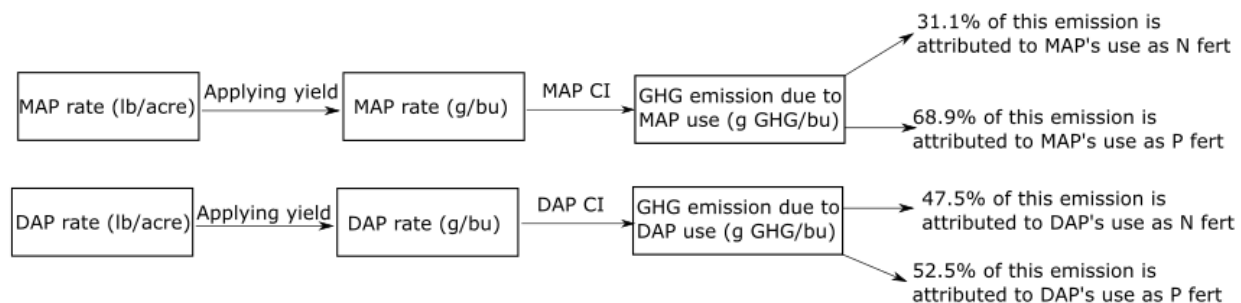 31.1% of this emission is
attributed to MAP's use as N fert
MAP rate (lb/acre)
Applying yield
MAP rate (g/bu)
MAP CI
GHG emission due to
MAP use (g GHG/bu)
68.9% of this emission is
attributed to MAP's use as P fert
DAP rate (lb/acre)
Applying yield
DAP rate (g/bu)
DAP CI
GHG emission due to
DAP use (g GHG/bu)
47.5% of this emission is
attributed to DAP's use as N fert
52.5% of this emission is
attributed to DAP's use as P fert